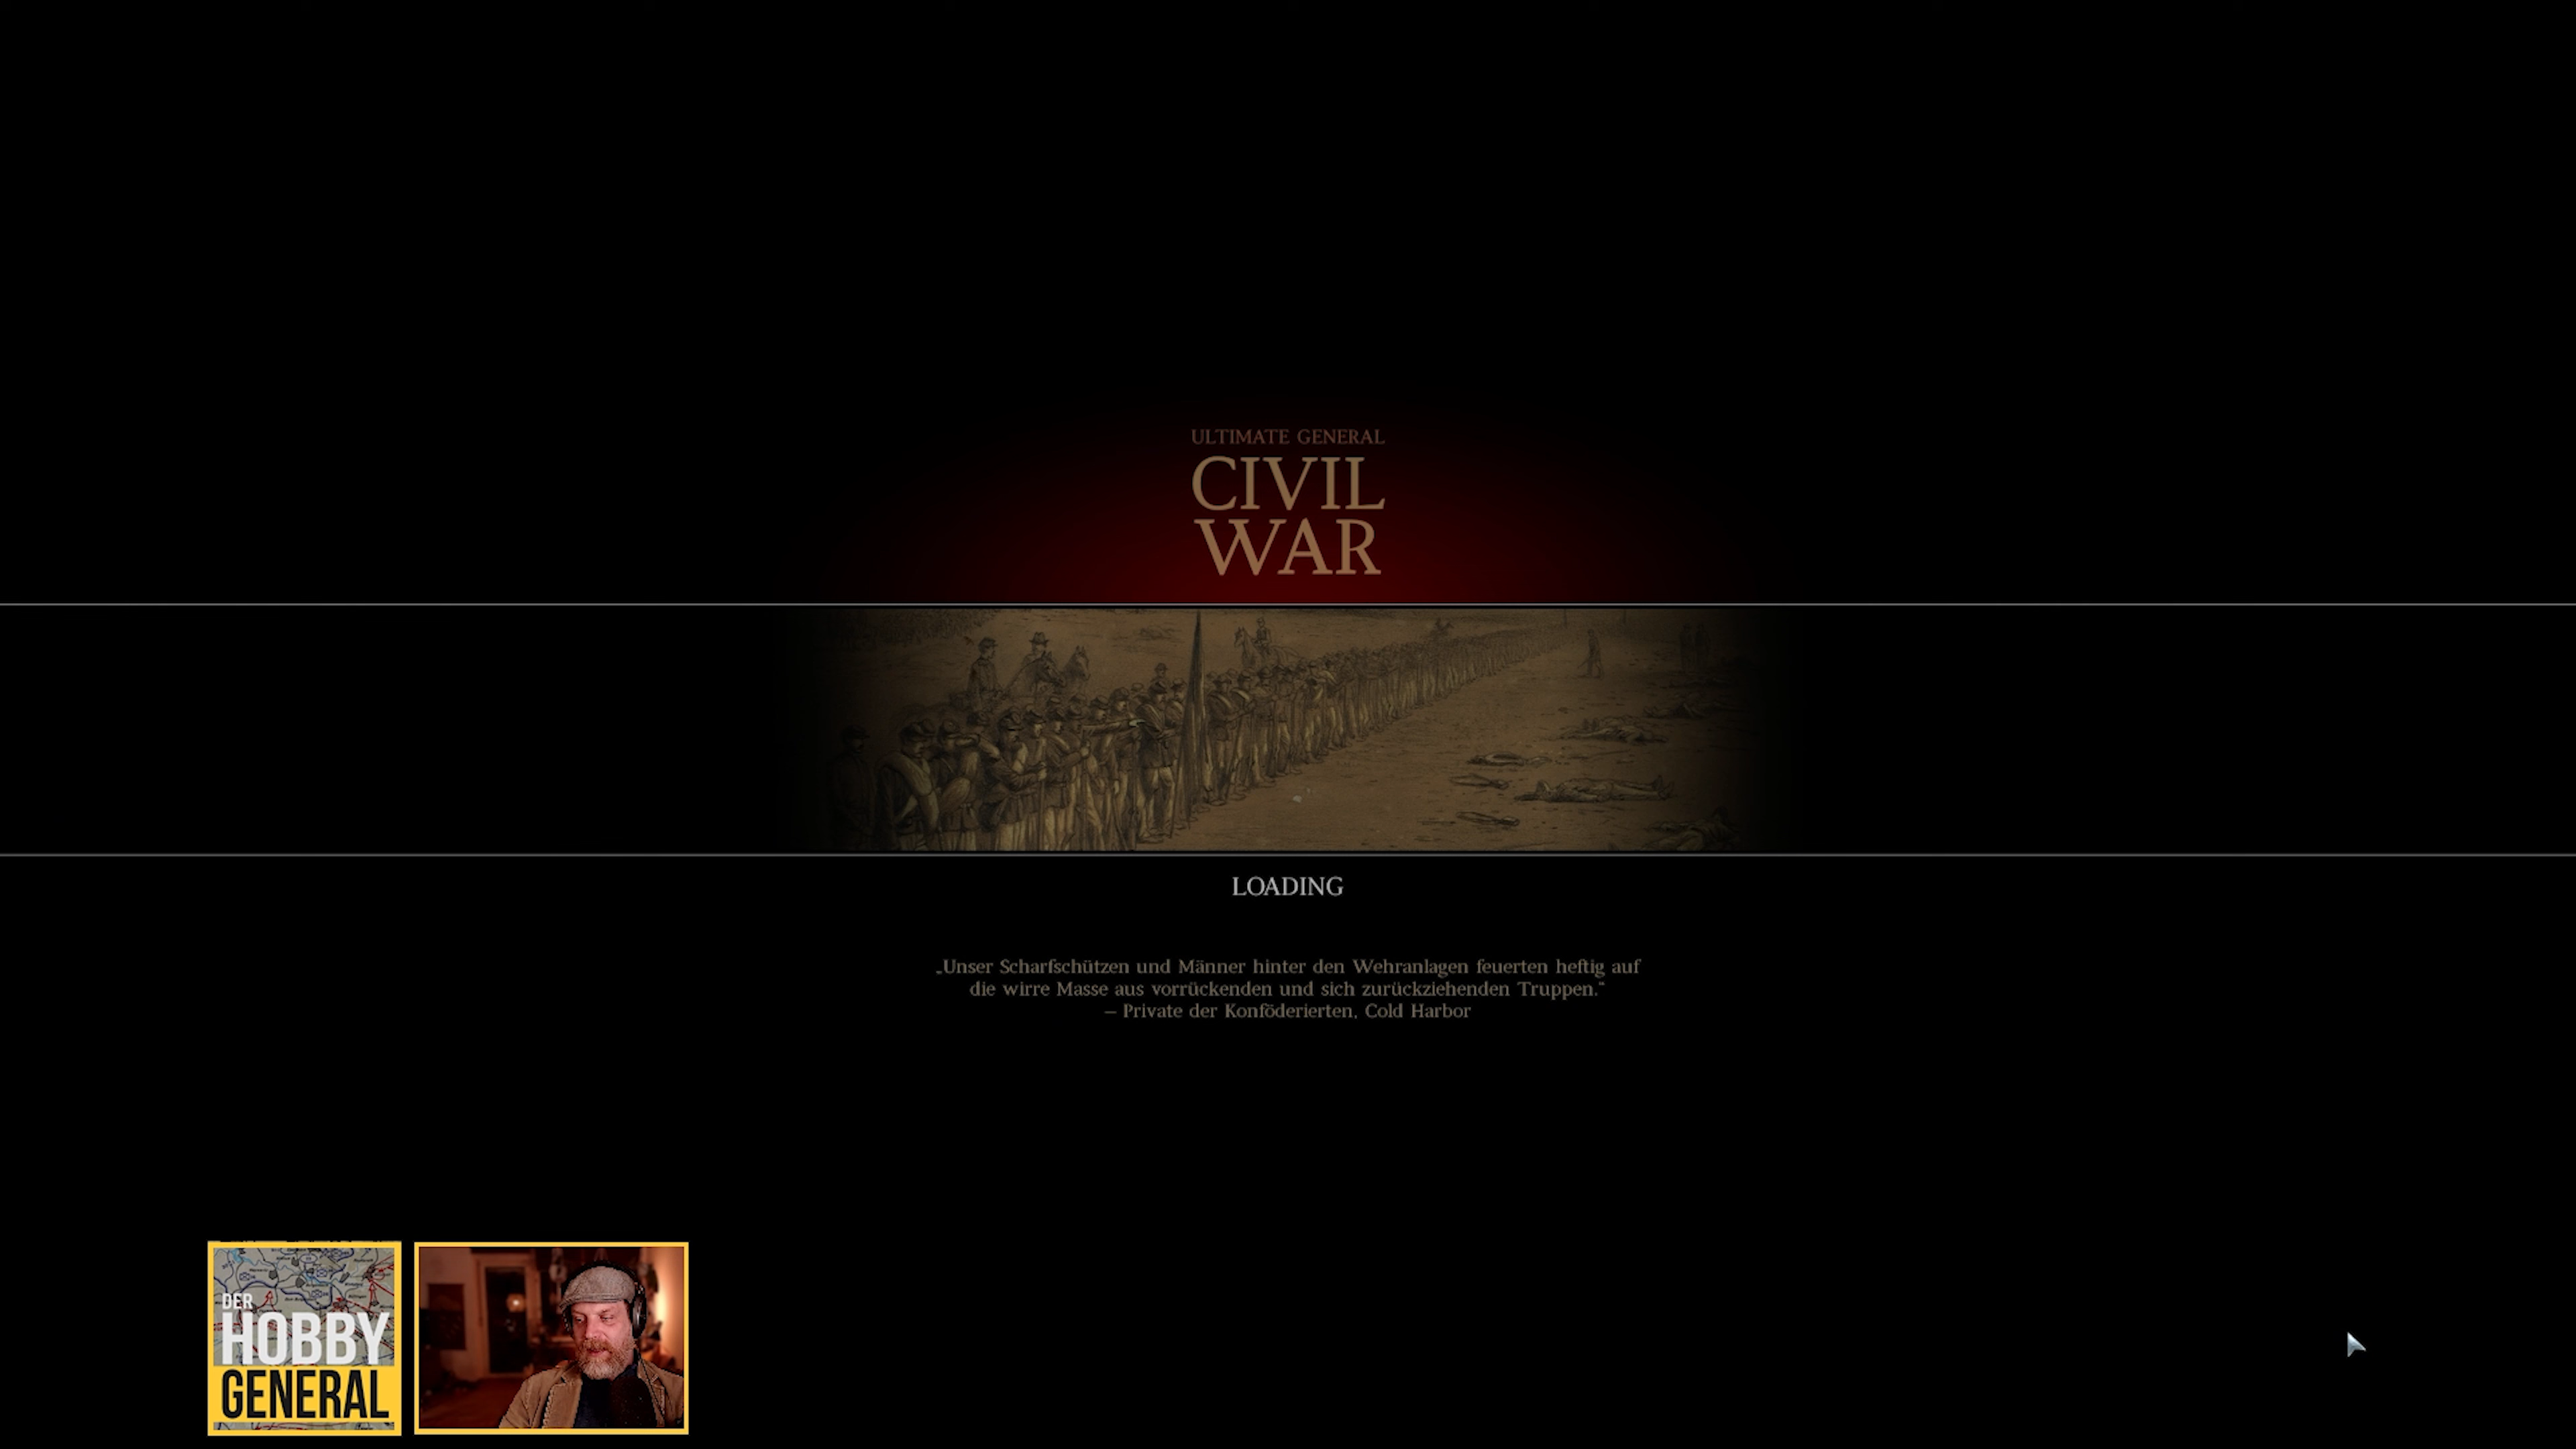 ULTIMATE GENERAL
CIVIL
WAR
LOADING
„Unser Scharfschützen und Männer hinter den Wehranlagen feuerten heftig auf
die wirre Masse aus vorrückenden und sich zurückziehenden Truppen.“
– Private der Konföderierten, Cold Harbor
DER
HOBBY
GENERAL